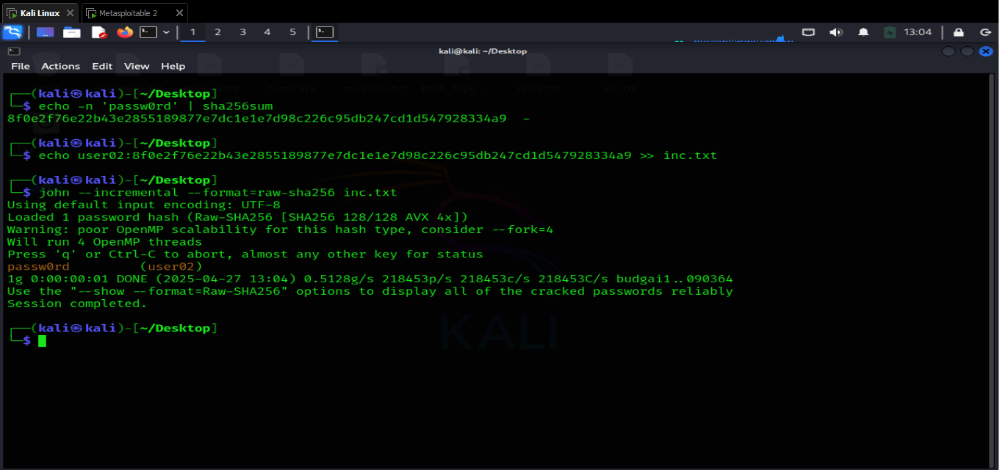 Kali Linux
Metasploitable 2
1 2 3 4 5
13:04
kali@kali: ~/Desktop
File Actions Edit View Help
testcrack crack.txt inc.txt
┌──(kali㉿kali)-[~/Desktop]
└─$ echo -n 'passw0rd' | sha256sum
8f0e2f76e22b43e2855189877e7dc1e1e7d98c226c95db247cd1d547928334a9  -
┌──(kali㉿kali)-[~/Desktop]
└─$ echo user02:8f0e2f76e22b43e2855189877e7dc1e1e7d98c226c95db247cd1d547928334a9 >> inc.txt
┌──(kali㉿kali)-[~/Desktop]
└─$ john --incremental --format=raw-sha256 inc.txt
Using default input encoding: UTF-8
Loaded 1 password hash (Raw-SHA256 [SHA256 128/128 AVX 4x])
Warning: poor OpenMP scalability for this hash type, consider --fork=4
Will run 4 OpenMP threads
Press 'q' or Ctrl-C to abort, almost any other key for status
passw0rd         (user02)
1g 0:00:00:01 DONE (2025-04-27 13:04) 0.5128g/s 218453p/s 218453c/s 218453C/s budgai1..090364
Use the "--show --format=Raw-SHA256" options to display all of the cracked passwords reliably
Session completed.
┌──(kali㉿kali)-[~/Desktop]
└─$
KALI